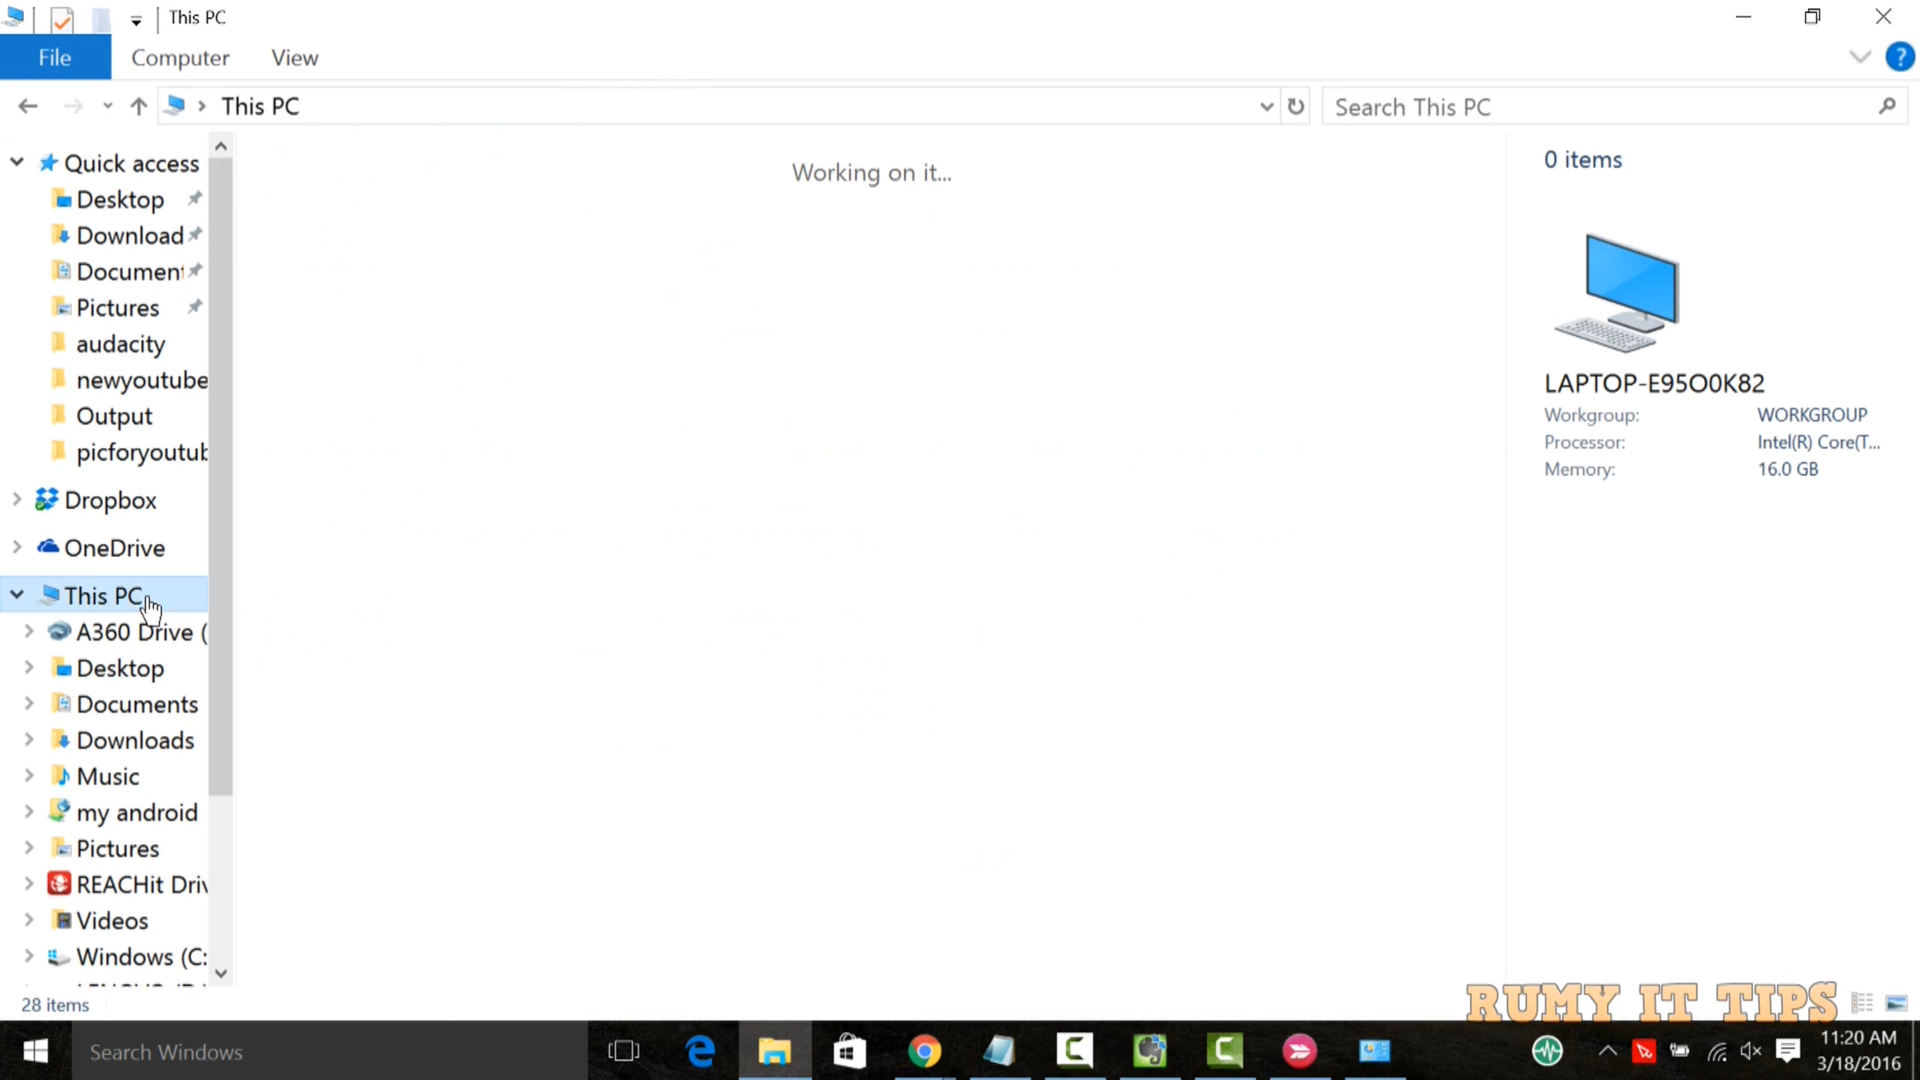 This PC
File Computer View
This PC
Search This PC
Quick access
Desktop
Download
Document
Pictures
audacity
newyoutube
Output
picforyoutub
Dropbox
OneDrive
This PC
A360 Drive (
Desktop
Documents
Downloads
Music
my android
Pictures
REACHit Driv
Videos
Windows (C:
28 items
Working on it...
0 items
LAPTOP-E95O0K82
Workgroup: WORKGROUP
Processor: Intel(R) Core(T...
Memory: 16.0 GB
RUMY IT TIPS
Search Windows
11:20 AM
3/18/2016